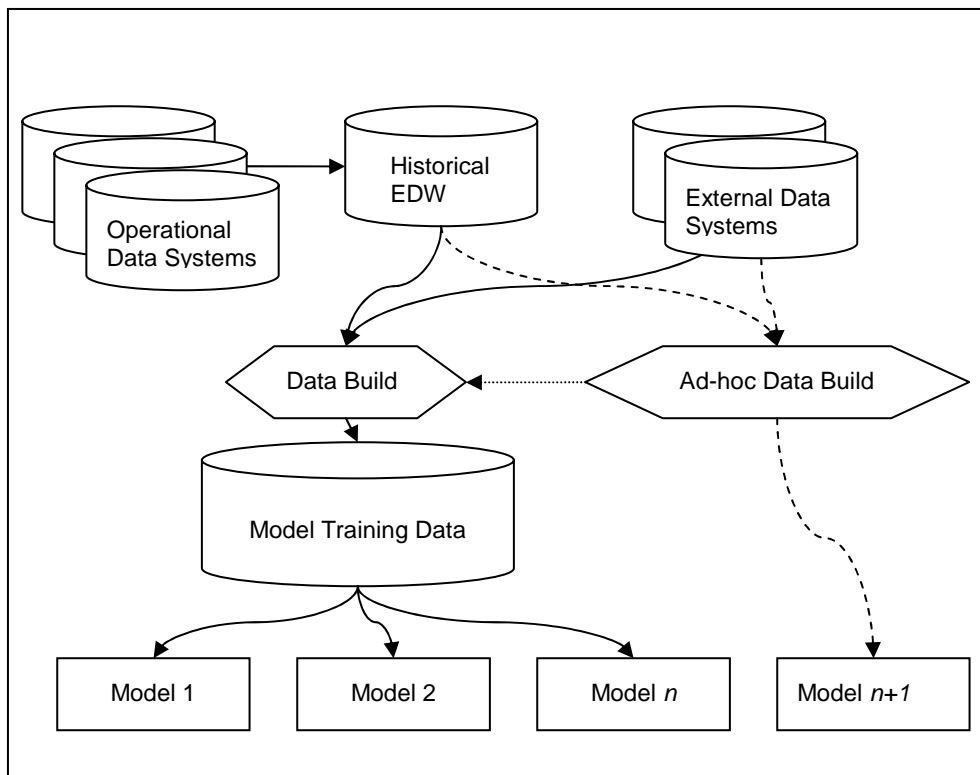 Historical
EDW
External Data
Systems
Operational
Data Systems
Data Build
Ad-hoc Data Build
Model Training Data
Model 1
Model 2
Model n
Model n+1